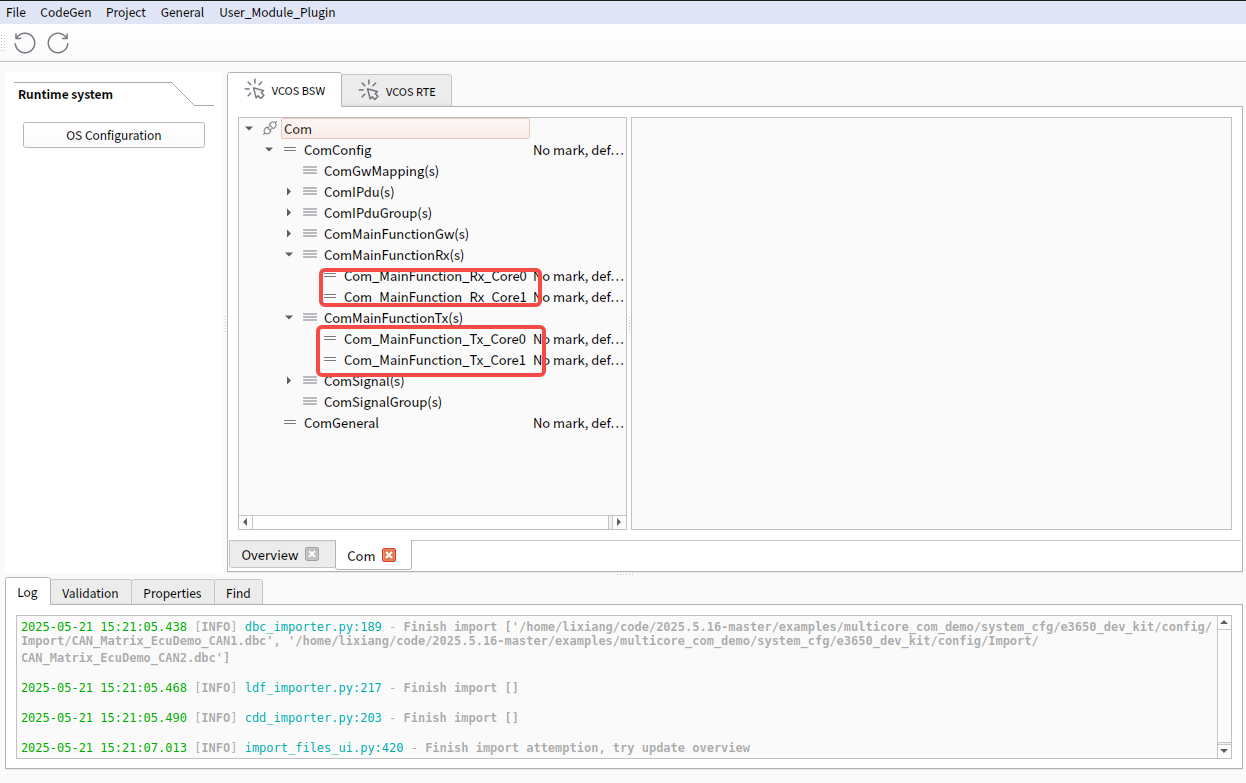 File CodeGen Project General User_Module_Plugin
Runtime system
OS Configuration
VCOS BSW VCOS RTE
Com
ComConfig No mark, def...
ComGwMapping(s)
ComIPdu(s)
ComIPduGroup(s)
ComMainFunctionGw(s)
ComMainFunctionRx(s)
Com_MainFunction_Rx_Core0 No mark, def...
Com_MainFunction_Rx_Core1 No mark, def...
ComMainFunctionTx(s)
Com_MainFunction_Tx_Core0 No mark, def...
Com_MainFunction_Tx_Core1 No mark, def...
ComSignal(s)
ComSignalGroup(s)
ComGeneral No mark, def...
Overview Com
Log Validation Properties Find
2025-05-21 15:21:05.438 [INFO] dbc_importer.py:189 - Finish import ['/home/lixiang/code/2025.5.16-master/examples/multicore_com_demo/system_cfg/e3650_dev_kit/config/
Import/CAN_Matrix_EcuDemo_CAN1.dbc', '/home/lixiang/code/2025.5.16-master/examples/multicore_com_demo/system_cfg/e3650_dev_kit/config/Import/
CAN_Matrix_EcuDemo_CAN2.dbc']
2025-05-21 15:21:05.468 [INFO] ldf_importer.py:217 - Finish import []
2025-05-21 15:21:05.490 [INFO] cdd_importer.py:203 - Finish import []
2025-05-21 15:21:07.013 [INFO] import_files_ui.py:420 - Finish import attemption, try update overview